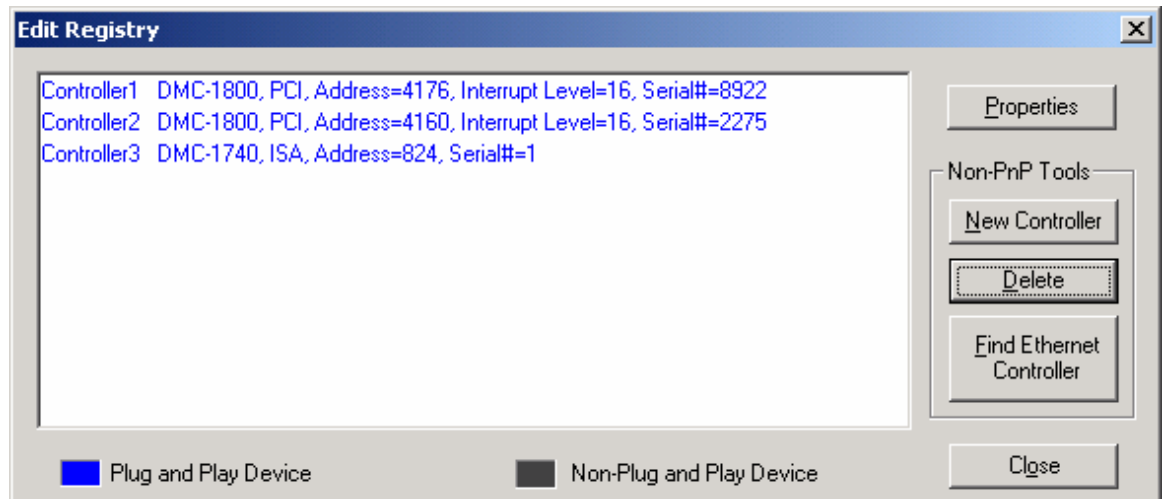 Edit Registry
Controller1 DMC-1800, PCI, Address=4176, Interrupt Level=16, Serial#=8922
Controller2 DMC-1800, PCI, Address=4160, Interrupt Level=16, Serial#=2275
Controller3 DMC-1740, ISA, Address=824, Serial#=1
Properties
Non-PnP Tools
New Controller
Delete
Find Ethernet
Controller
Plug and Play Device
Non-Plug and Play Device
Close